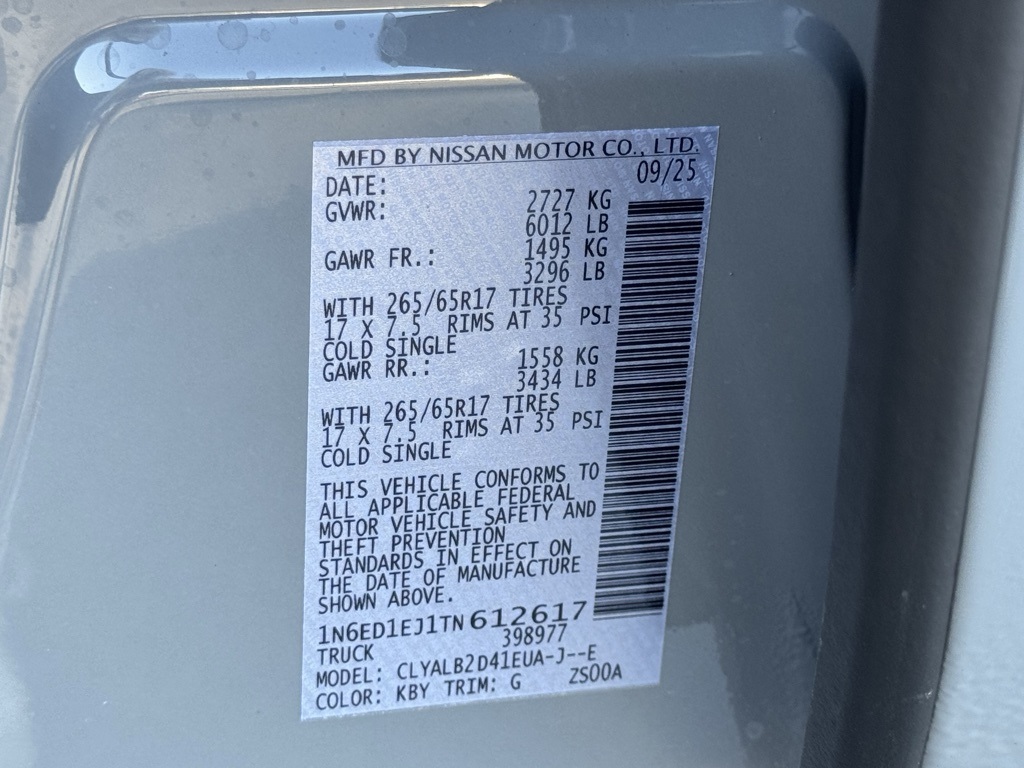 MFD BY NISSAN MOTOR CO., LTD.
DATE: 09/25
GVWR: 2727 KG
6012 LB
GAWR FR.: 1495 KG
3296 LB
WITH 265/65R17 TIRES
17 X 7.5 RIMS AT 35 PSI
COLD SINGLE
GAWR RR.: 1558 KG
3434 LB
WITH 265/65R17 TIRES
17 X 7.5 RIMS AT 35 PSI
COLD SINGLE
THIS VEHICLE CONFORMS TO
ALL APPLICABLE FEDERAL
MOTOR VEHICLE SAFETY AND
THEFT PREVENTION
STANDARDS IN EFFECT ON
THE DATE OF MANUFACTURE
SHOWN ABOVE.
1N6ED1EJ1TN612617
TRUCK 398977
MODEL: CLYALB2D41EUA-J--E
COLOR: KBY TRIM: G ZS00A